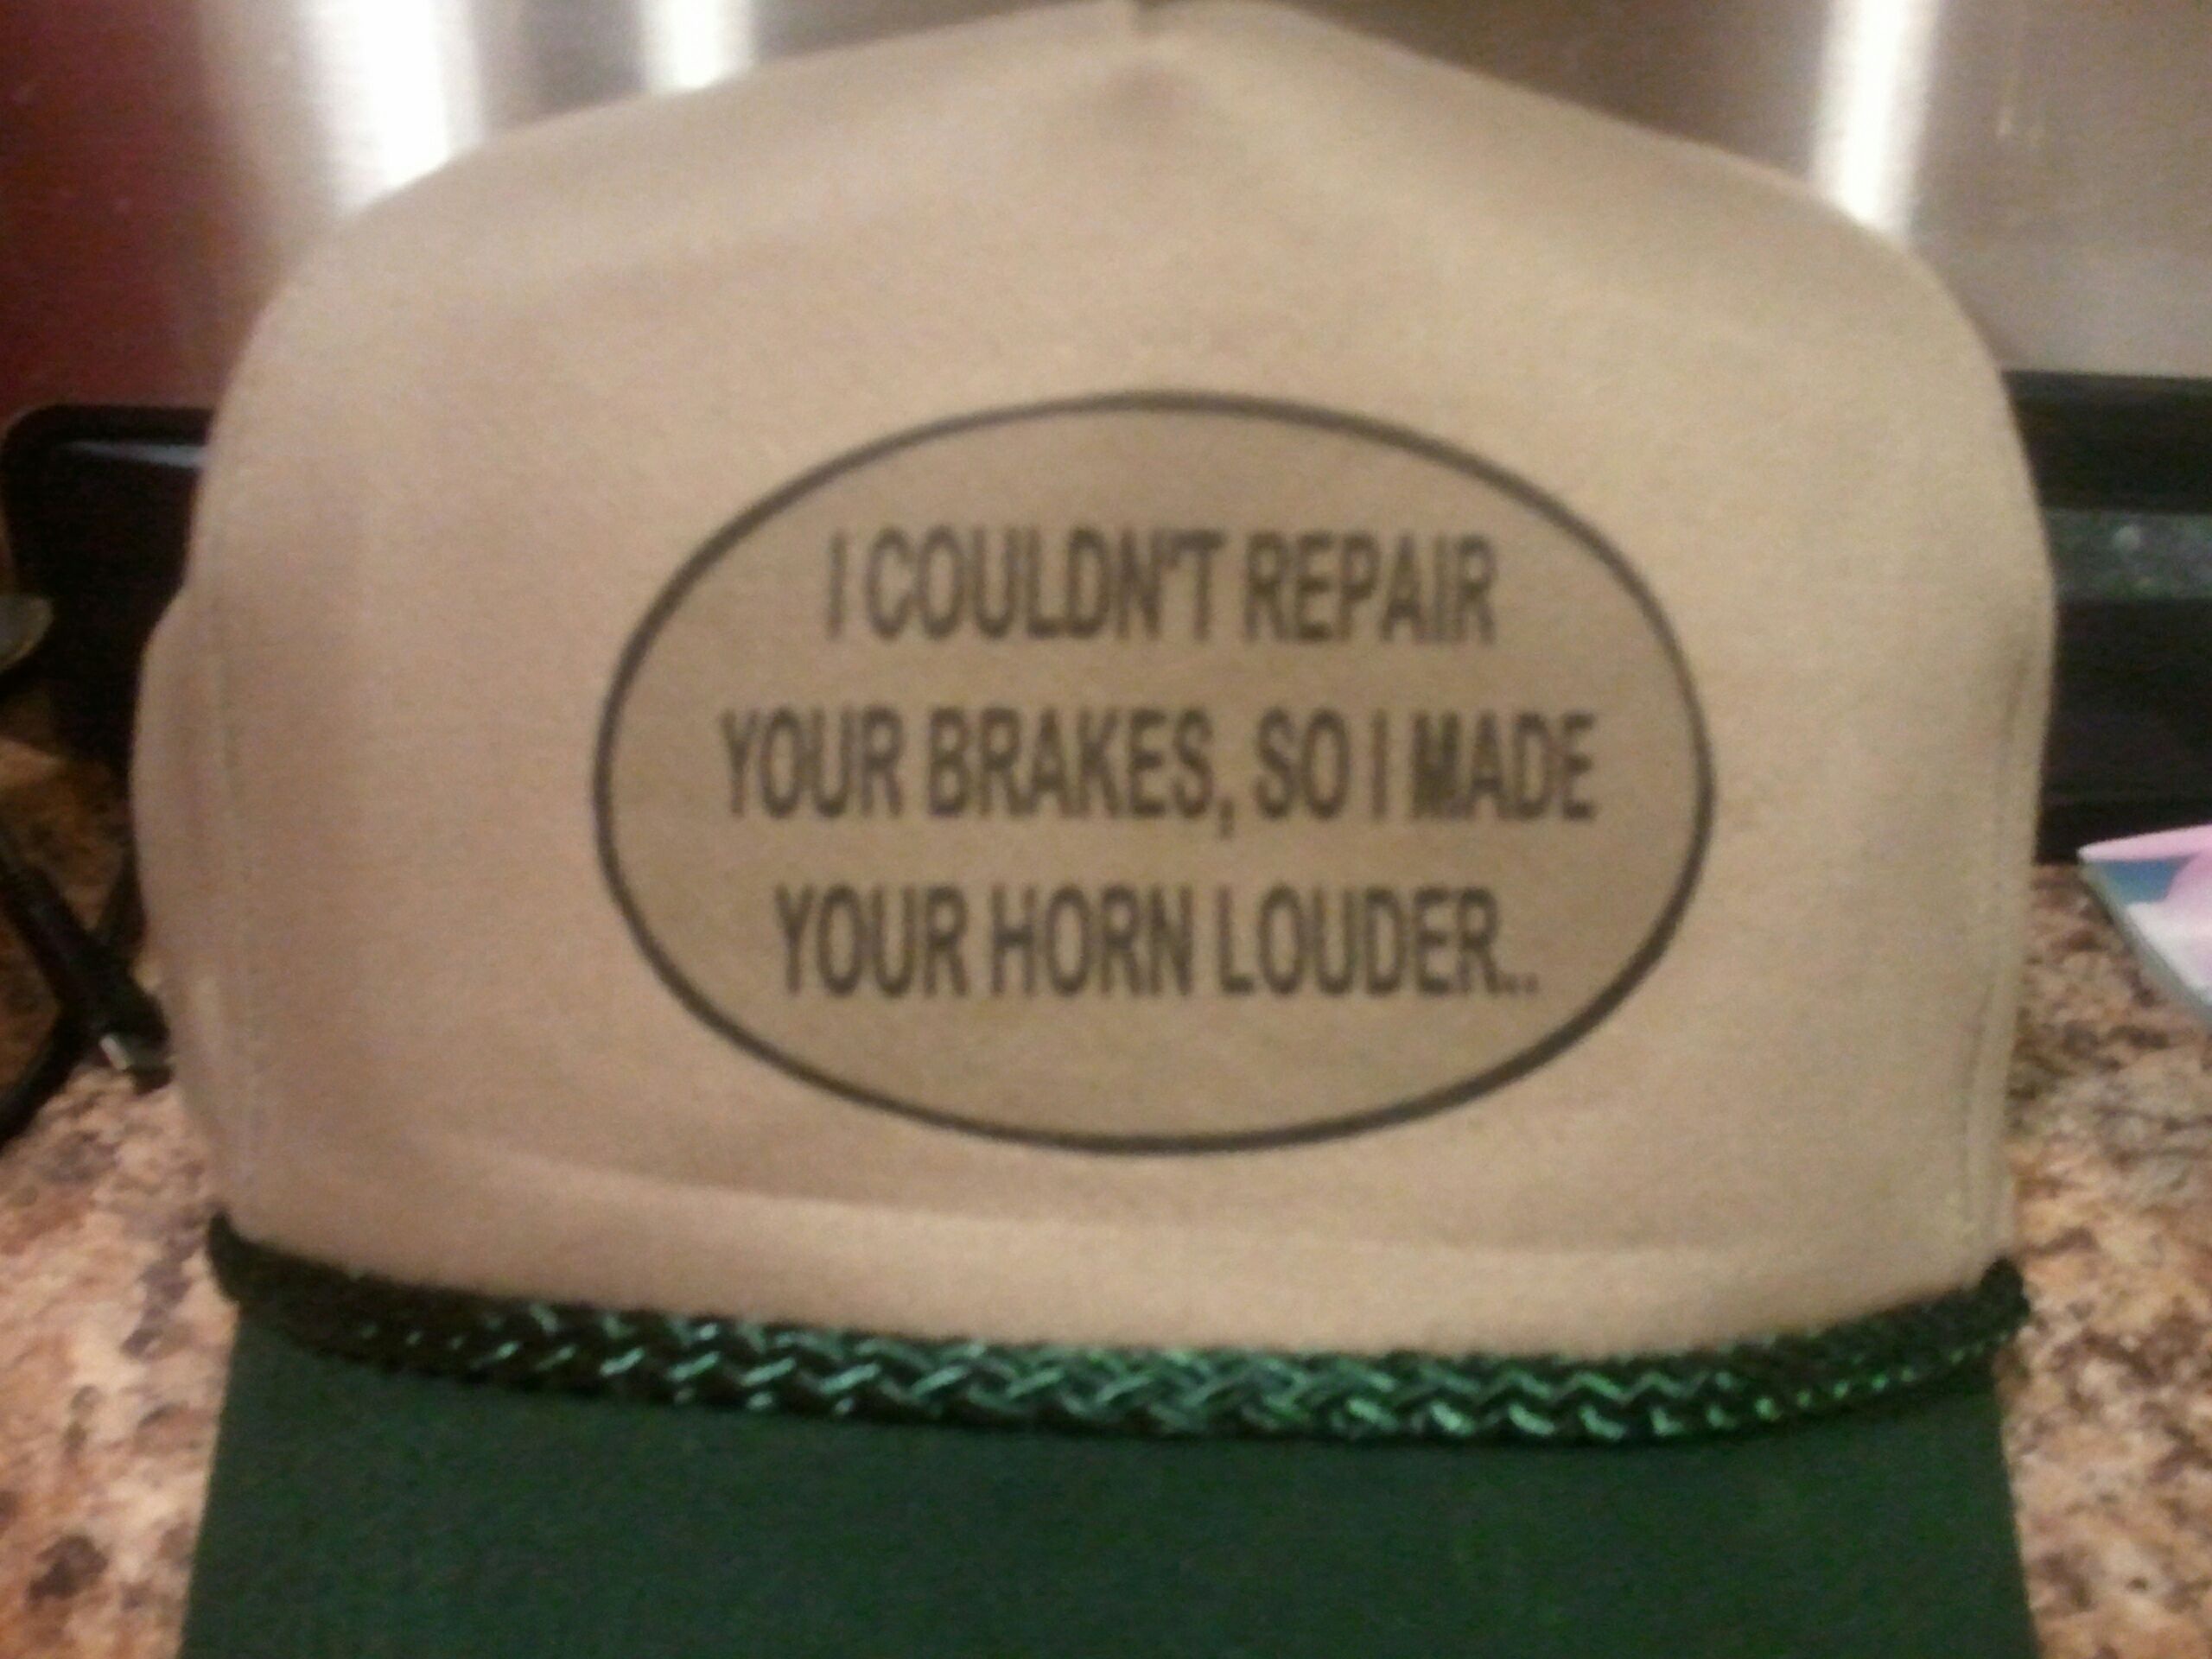 I COULDN'T REPAIR
YOUR BRAKES, SO I MADE
YOUR HORN LOUDER..